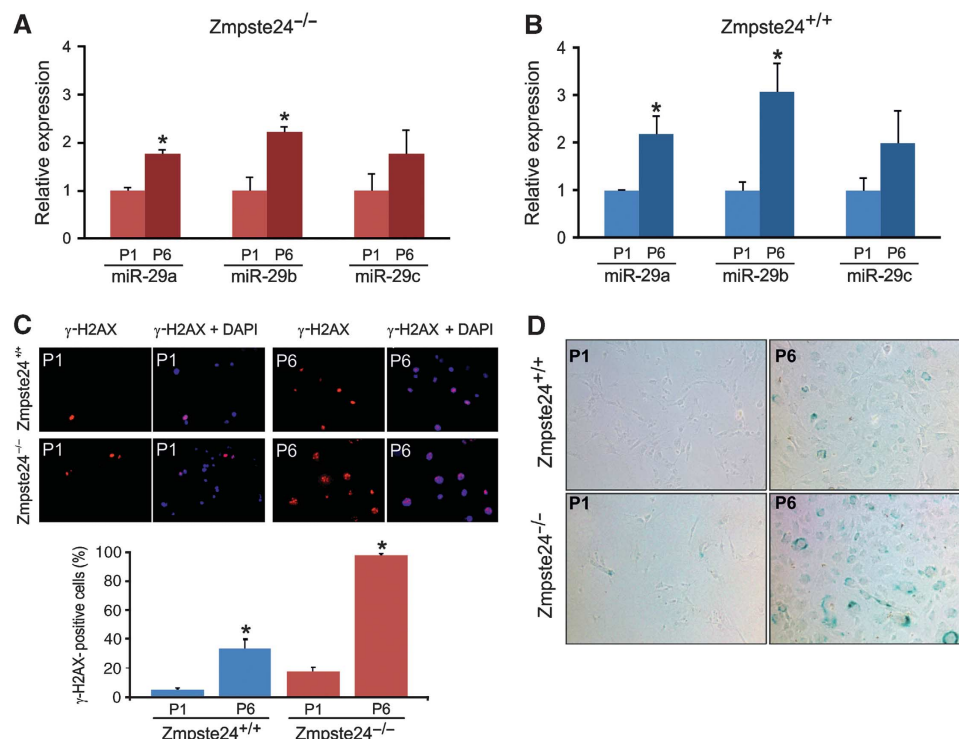 A
Zmpste24⁻/⁻
Relative expression
4
3
2
1
0
*
*
P1 P6 P1 P6 P1 P6
miR-29a miR-29b miR-29c
B
Zmpste24⁺/⁺
Relative expression
4
3
2
1
0
*
*
P1 P6 P1 P6 P1 P6
miR-29a miR-29b miR-29c
C
γ-H2AX γ-H2AX + DAPI γ-H2AX γ-H2AX + DAPI
Zmpste24⁺/⁺
P1 P1 P6 P6
Zmpste24⁻/⁻
P1 P1 P6 P6
γ-H2AX-positive cells (%)
100
80
60
40
20
0
*
*
P1 P6 P1 P6
Zmpste24⁺/⁺ Zmpste24⁻/⁻
D
Zmpste24⁺/⁺
P1 P6
Zmpste24⁻/⁻
P1 P6